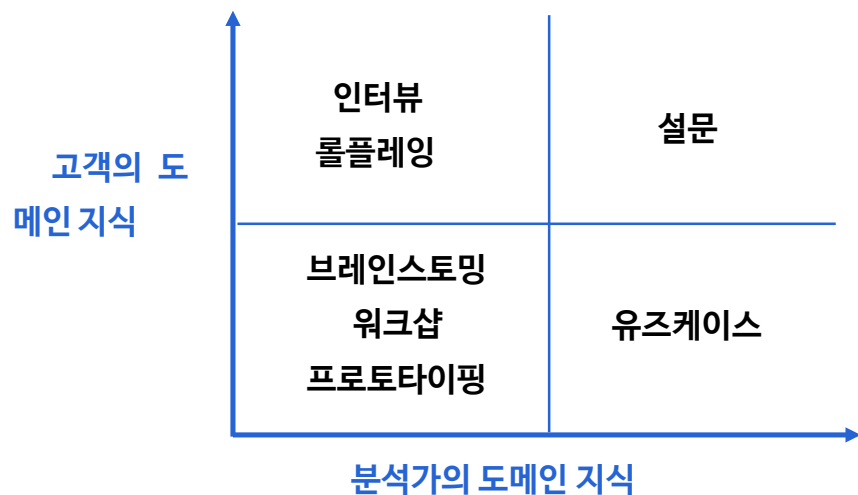 인터뷰
롤플레잉
설문
고객의 도
메인 지식
브레인스토밍
워크샵
프로토타이핑
유즈케이스
분석가의 도메인 지식